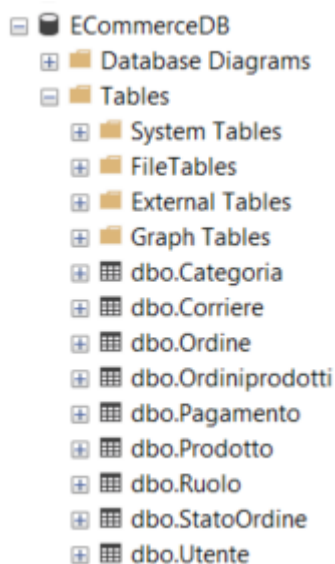 ECommerceDB
Database Diagrams
Tables
System Tables
FileTables
External Tables
Graph Tables
dbo.Categoria
dbo.Corriere
dbo.Ordine
dbo.Ordiniprodotti
dbo.Pagamento
dbo.Prodotto
dbo.Ruolo
dbo.StatoOrdine
dbo.Utente